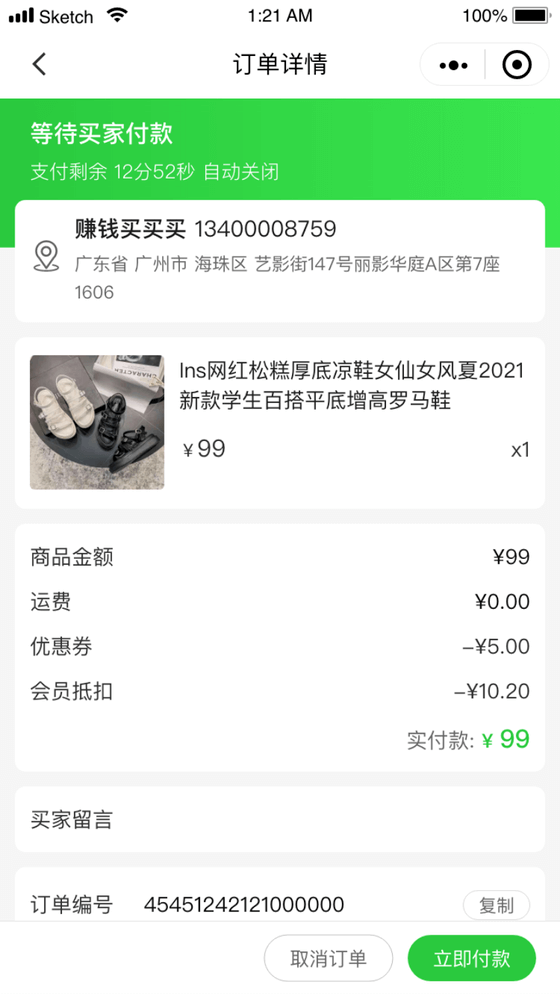 Sketch 1:21 AM 100%
订单详情
等待买家付款
支付剩余 12分52秒 自动关闭
赚钱买买买 13400008759
广东省 广州市 海珠区 艺影街147号丽影华庭A区第7座
1606
Ins网红松糕厚底凉鞋女仙女风夏2021
新款学生百搭平底增高罗马鞋
¥99 x1
商品金额 ¥99
运费 ¥0.00
优惠券 –¥5.00
会员抵扣 –¥10.20
实付款: ¥ 99
买家留言
订单编号 45451242121000000 复制
取消订单 立即付款